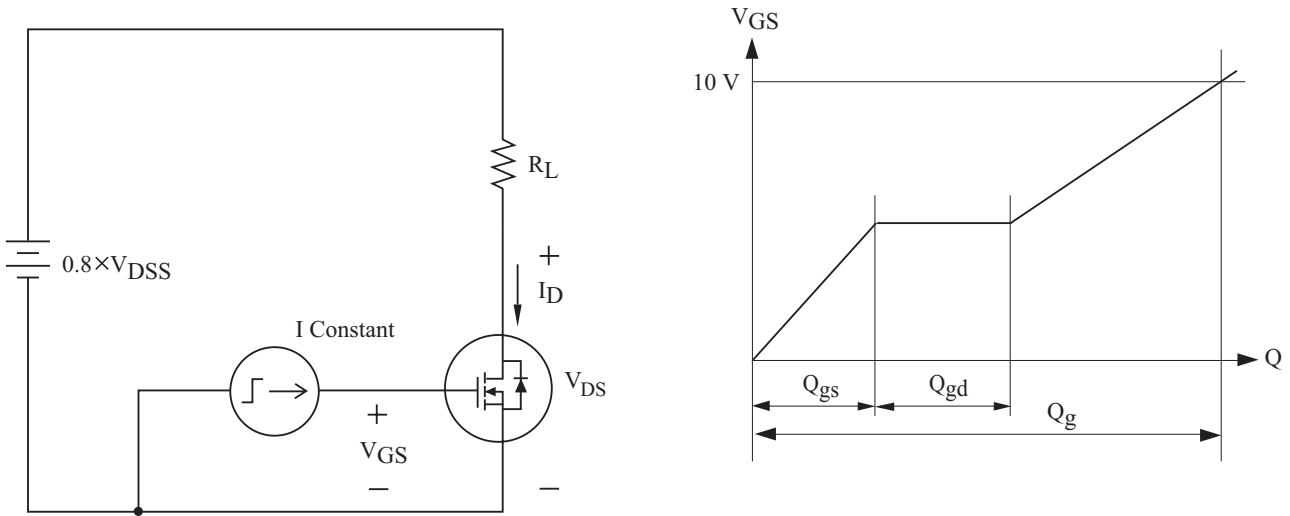 R_L
0.8×V_DSS
+
I_D
I Constant
V_DS
+
V_GS
−
−
V_GS
10 V
Q
Q_gs
Q_gd
Q_g